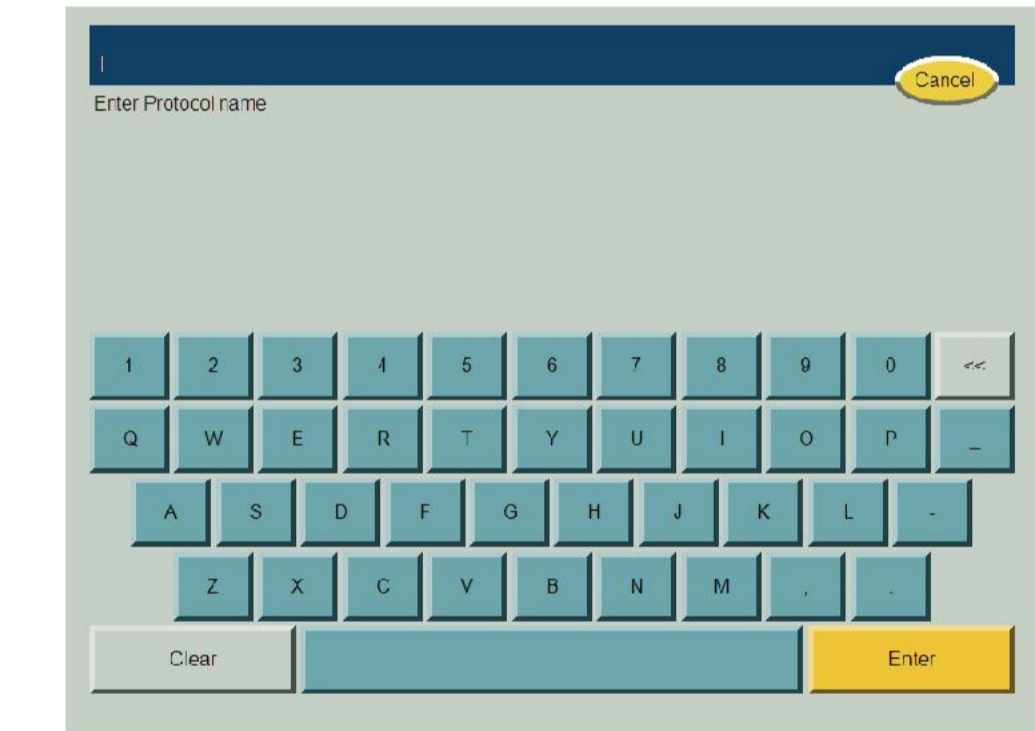 Cancel
Enter Protocol name
1 2 3 4 5 6 7 8 9 0 <<
Q W E R T Y U I O P _
A S D F G H J K L -
Z X C V B N M , .
Clear Enter